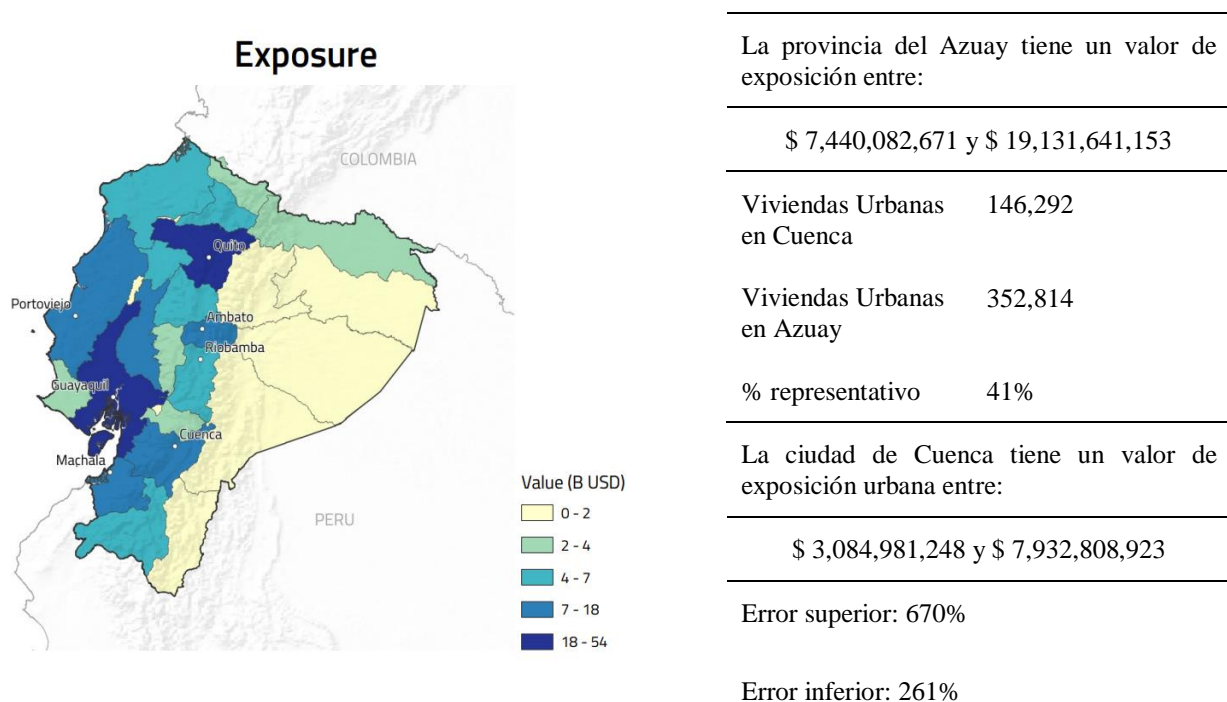 Exposure
COLOMBIA
Quito
Portoviejo
Ambato
Riobamba
Guayaquil
Cuenca
Machala
PERU
Value (B USD)
0 - 2
2 - 4
4 - 7
7 - 18
18 - 54
La provincia del Azuay tiene un valor de
exposición entre:
$ 7,440,082,671 y $ 19,131,641,153
Viviendas Urbanas 146,292
en Cuenca
Viviendas Urbanas 352,814
en Azuay
% representativo 41%
La ciudad de Cuenca tiene un valor de
exposición urbana entre:
$ 3,084,981,248 y $ 7,932,808,923
Error superior: 670%
Error inferior: 261%